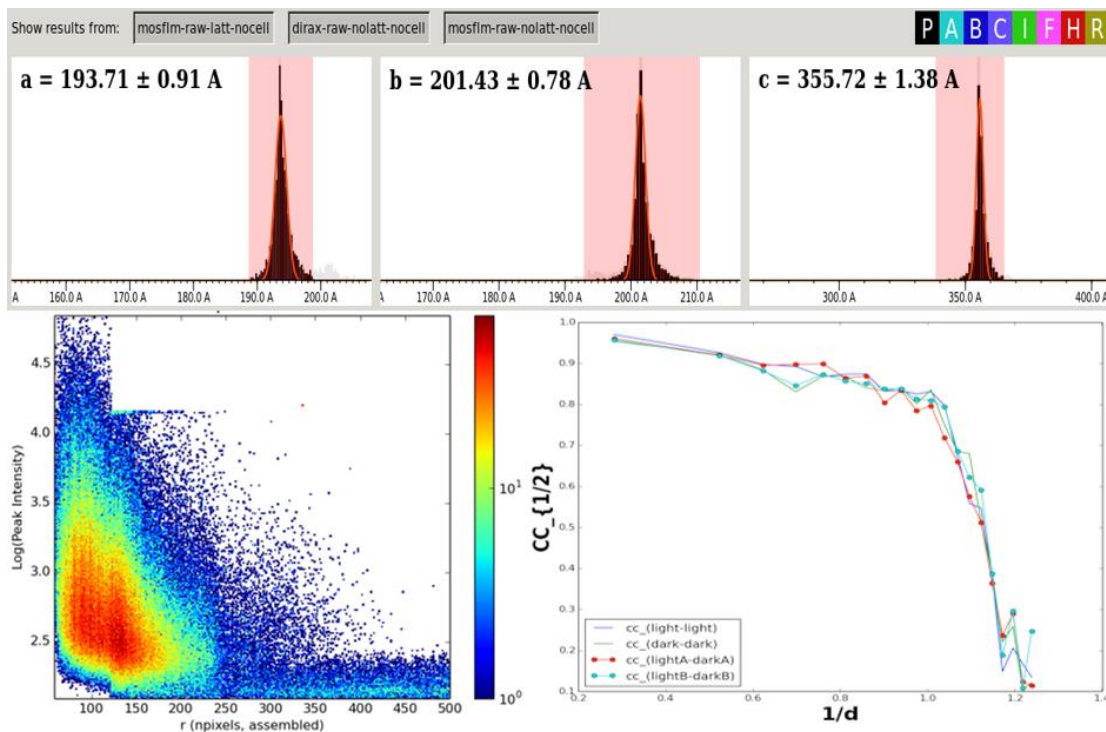 Show results from: mosflm-raw-latt-nocell dirax-raw-nolatt-nocell mosflm-raw-nolatt-nocell P A B C I F H R
a = 193.71 ± 0.91 A b = 201.43 ± 0.78 A c = 355.72 ± 1.38 A
A 160.0 A 170.0 A 180.0 A 190.0 A 200.0 A
160.0 A 170.0 A 180.0 A 190.0 A 200.0 A 210.0 A
300.0 A 350.0 A 400.0 A
Log(Peak Intensity)
4.5
4.0
3.5
3.0
2.5
100 150 200 250 300 350 400 450 500
r (npixels, assembled)
10^1
10^0
CC_{1/2}
1.0
0.9
0.8
0.7
0.6
0.5
0.4
0.3
0.2
0.1
cc_(light-light)
cc_(dark-dark)
cc_(lightA-darkA)
cc_(lightB-darkB)
0.2 0.4 0.6 0.8 1.0 1.2 1.4
1/d